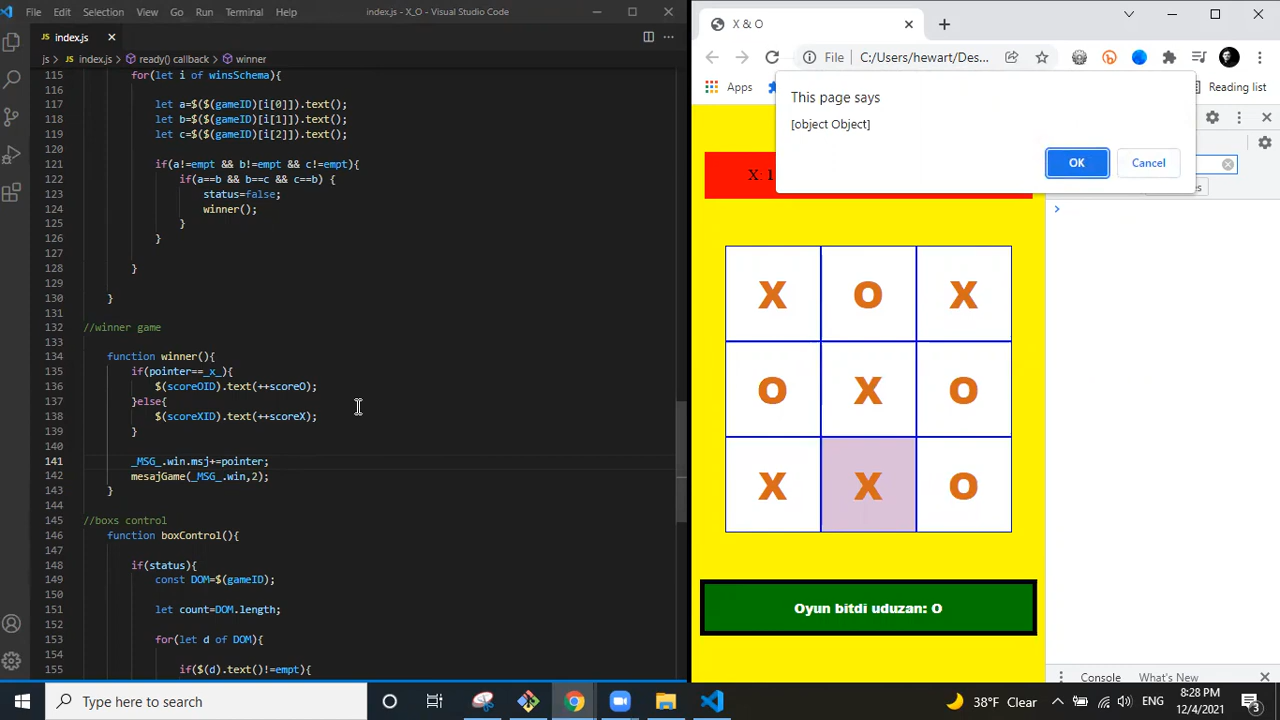 File Edit Selection View Go Run Terminal Help index.js - X_O - Visual Studio Code
JS index.js
js > JS index.js > ready() callback > winner
115 for(let i of winsSchema){
116
117 let a=$($(gameID)[i[0]]).text();
118 let b=$($(gameID)[i[1]]).text();
119 let c=$($(gameID)[i[2]]).text();
120
121 if(a!=empt && b!=empt && c!=empt){
122 if(a==b && b==c && c==b) {
123 status=false;
124 winner();
125 }
126 }
127
128 }
129
130 }
131
132 //winner game
133
134 function winner(){
135 if(pointer==_x_){
136 $(scoreOID).text(++scoreO);
137 }else{
138 $(scoreXID).text(++scoreX);
139 }
140
141 _MSG_.win.msj+=pointer;
142 mesajGame(_MSG_.win,2);
143 }
144
145 //boxs control
146 function boxControl(){
147
148 if(status){
149 const DOM=$(gameID);
150
151 let count=DOM.length;
152
153 for(let d of DOM){
154
155 if($(d).text()!=empt){
X & O
File C:/Users/hewart/Des...
Apps
Reading list
This page says
[object Object]
OK Cancel
X: 1
X O X
O X O
X X O
Oyun bitdi uduzan: O
Console What's New
Type here to search
38°F Clear
ENG
8:28 PM
12/4/2021
3